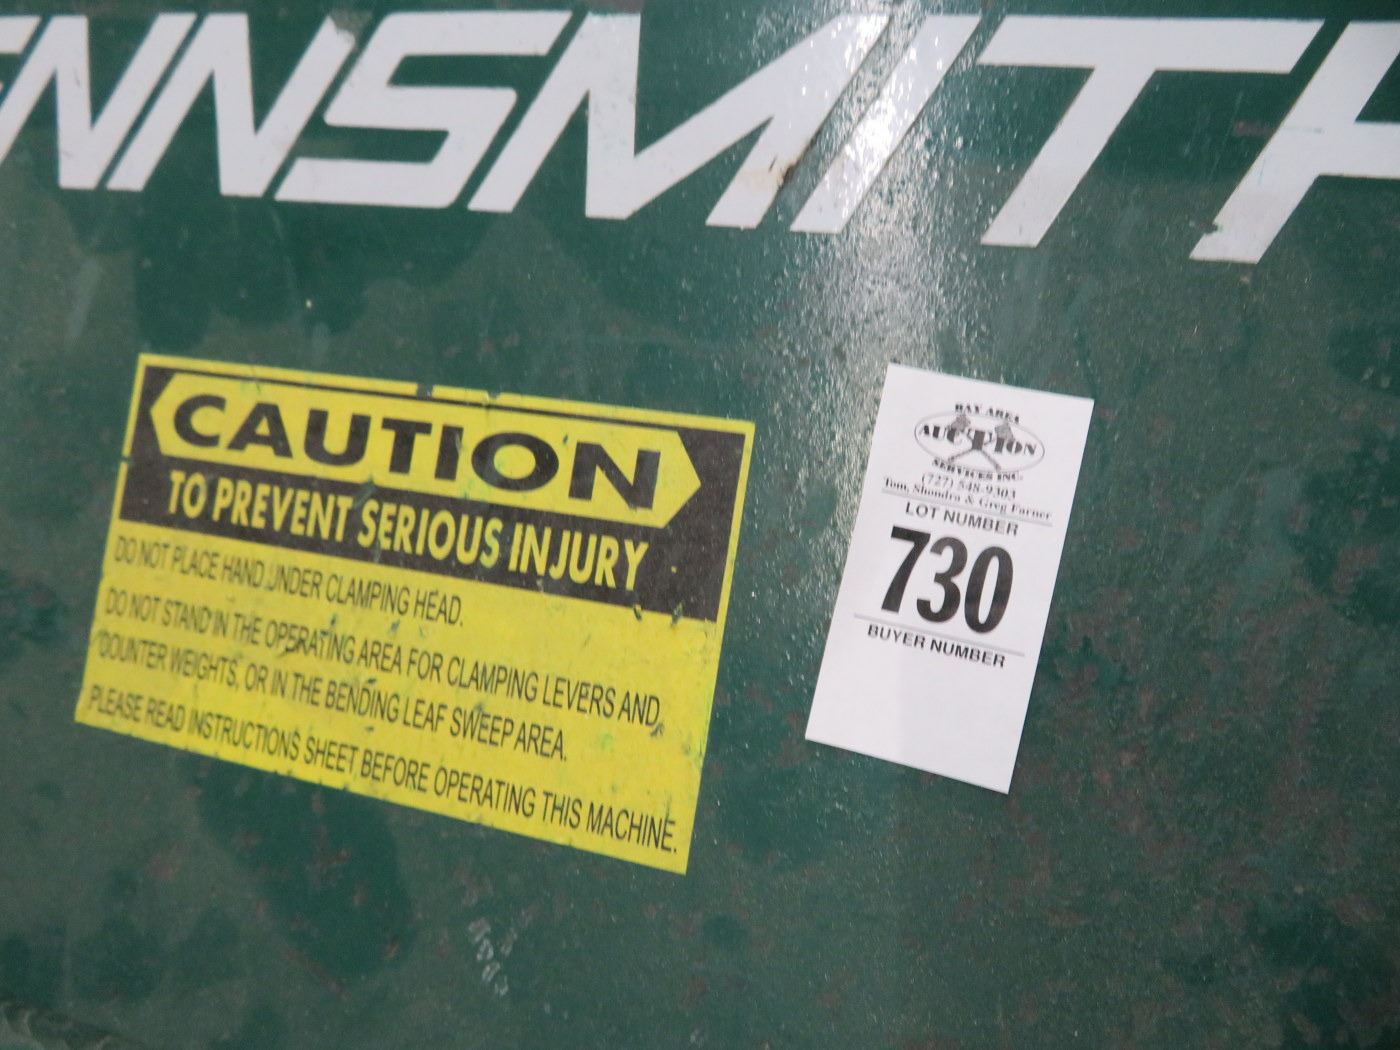 ENNSMITH
CAUTION
TO PREVENT SERIOUS INJURY
DO NOT PLACE HAND UNDER CLAMPING HEAD.
DO NOT STAND IN THE OPERATING AREA FOR CLAMPING LEVERS AND
COUNTER WEIGHTS, OR IN THE BENDING LEAF SWEEP AREA.
PLEASE READ INSTRUCTIONS SHEET BEFORE OPERATING THIS MACHINE.
BAY AREA
AUCTION
SERVICES INC
(727) 548-9303
Tom, Shondra & Greg Farner
LOT NUMBER
730
BUYER NUMBER